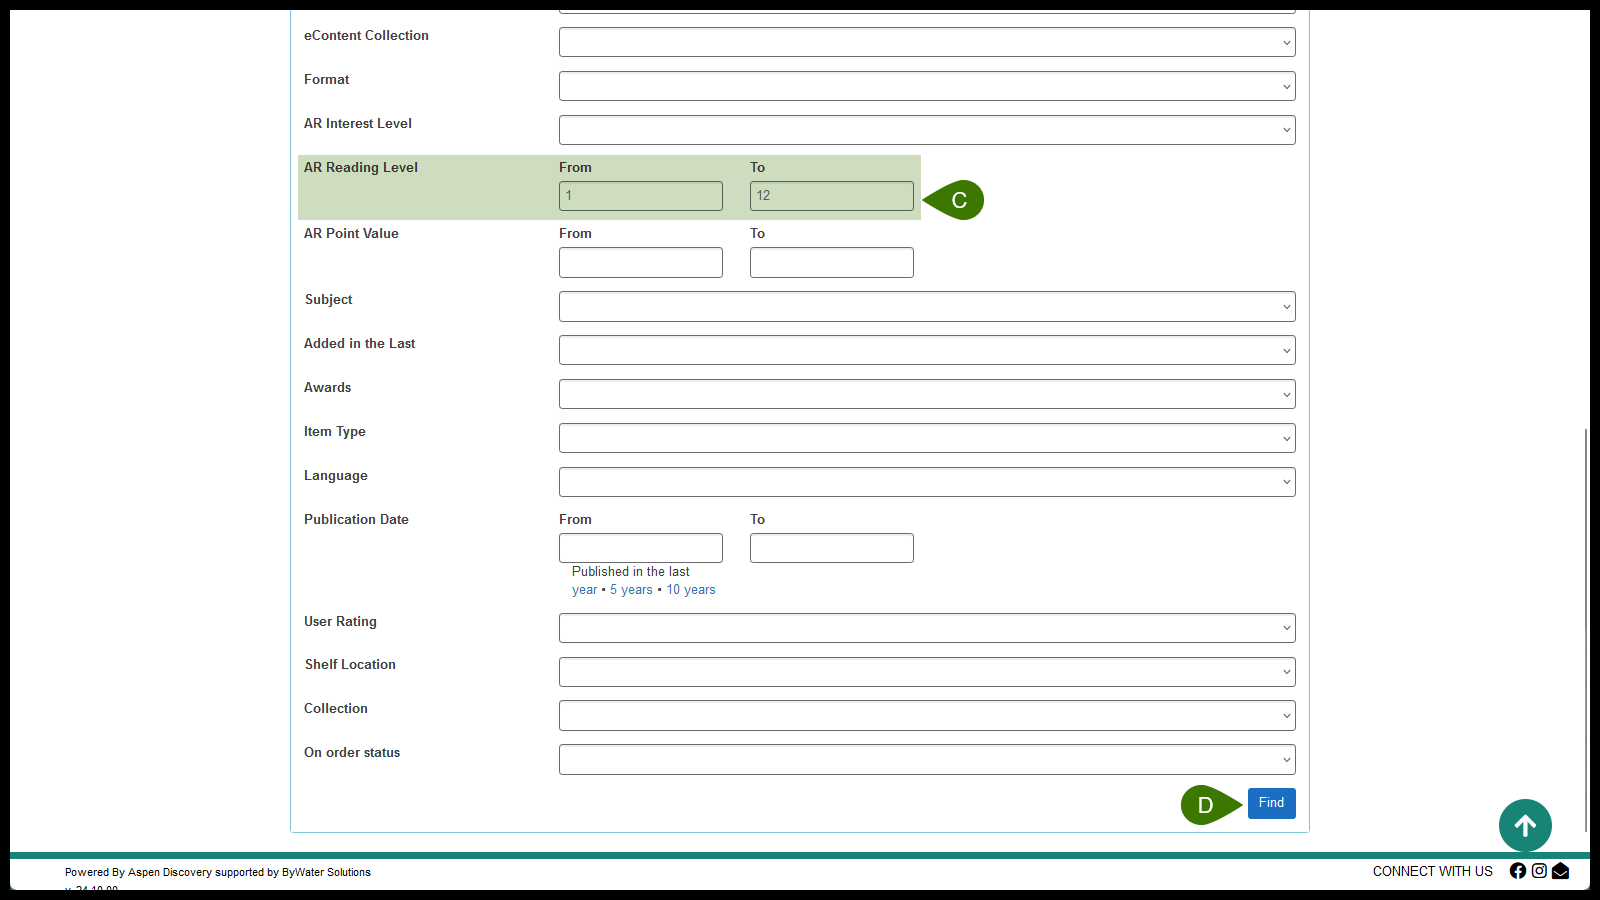 eContent Collection
Format
AR Interest Level
AR Reading Level From To
1 12
C
AR Point Value From To
Subject
Added in the Last
Awards
Item Type
Language
Publication Date From To
Published in the last
year • 5 years • 10 years
User Rating
Shelf Location
Collection
On order status
D Find
Powered By Aspen Discovery supported by ByWater Solutions
CONNECT WITH US
v. 24.10.00